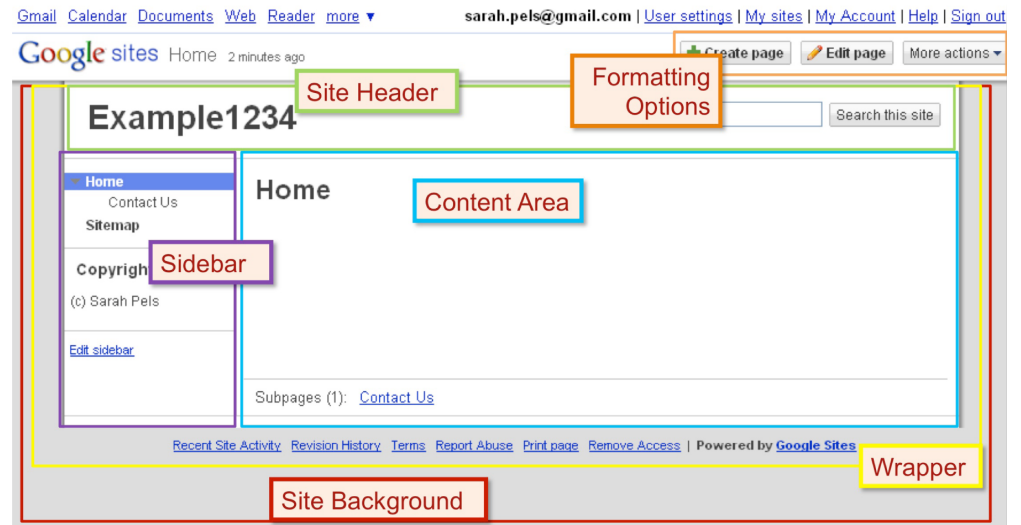 Gmail Calendar Documents Web Reader more ▼ sarah.pels@gmail.com | User settings | My sites | My Account | Help | Sign out
Google sites Home 2 minutes ago Create page Edit page More actions ▼
Formatting
Options
Site Header
Example1234 Search this site
Home
Contact Us
Sitemap
Home
Content Area
Sidebar
(c) Sarah Pels
Edit sidebar
Subpages (1): Contact Us
Recent Site Activity Revision History Terms Report Abuse Print page Remove Access | Powered by Google Sites
Wrapper
Site Background